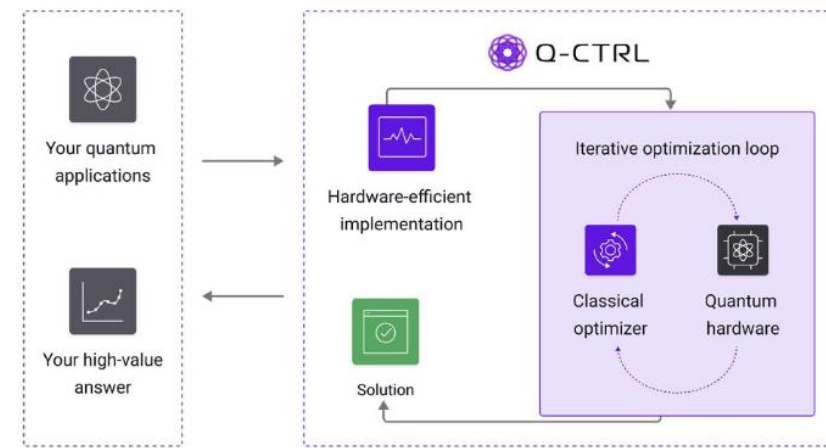 Q-CTRL
Your quantum
applications
Hardware-efficient
implementation
Iterative optimization loop
Classical
optimizer
Quantum
hardware
Your high-value
answer
Solution